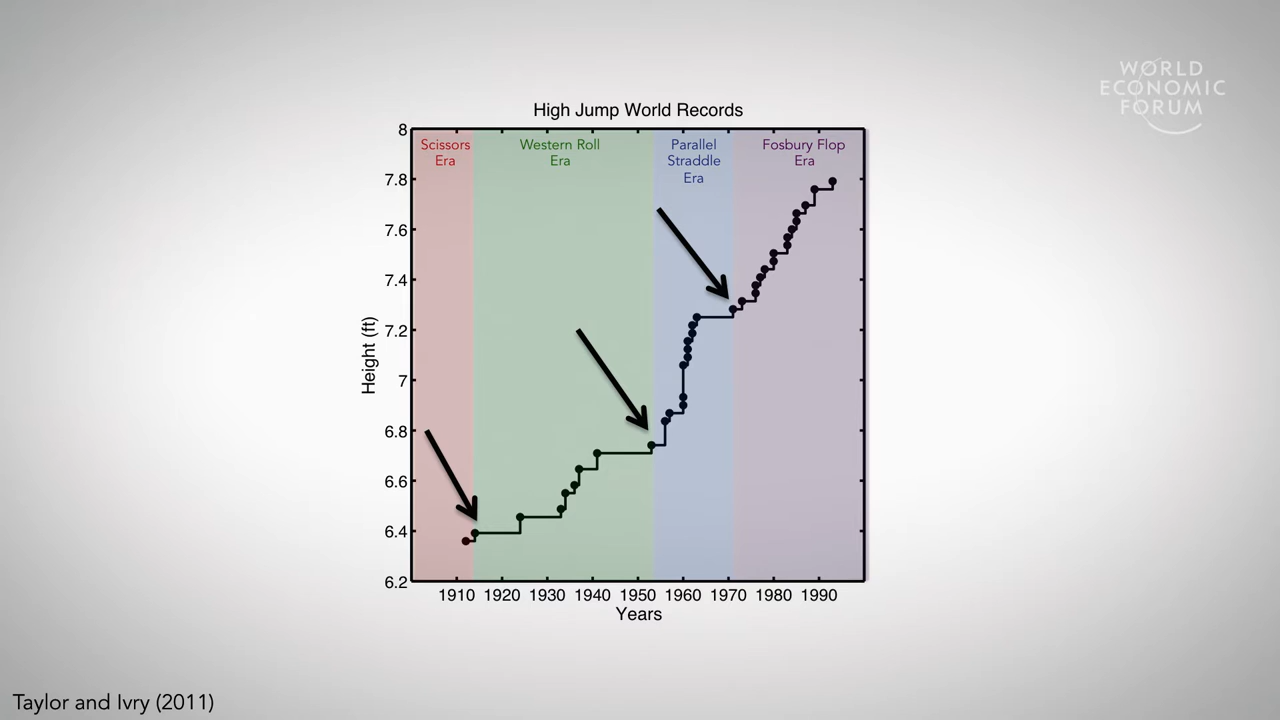 WORLD
ECONOMIC
FORUM
High Jump World Records
Scissors
Era
Western Roll
Era
Parallel
Straddle
Era
Fosbury Flop
Era
8
7.8
7.6
7.4
7.2
7
6.8
6.6
6.4
6.2
Height (ft)
1910 1920 1930 1940 1950 1960 1970 1980 1990
Years
Taylor and Ivry (2011)